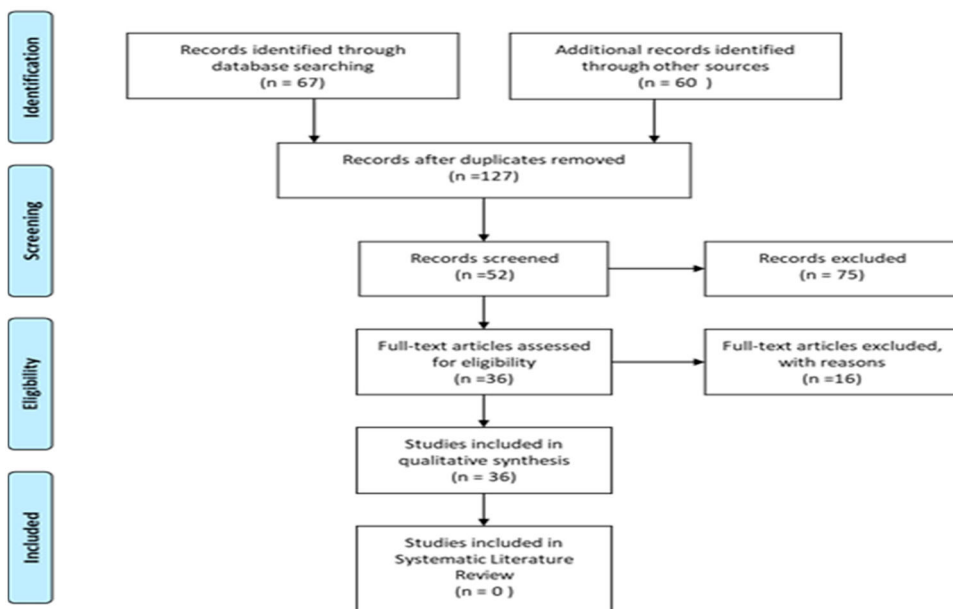 Identification
Records identified through
database searching
(n = 67)
Additional records identified
through other sources
(n = 60 )
Records after duplicates removed
(n =127)
Screening
Records screened
(n =52)
Records excluded
(n = 75)
Eligibility
Full-text articles assessed
for eligibility
(n =36)
Full-text articles excluded,
with reasons
(n =16)
Studies included in
qualitative synthesis
(n = 36)
Included
Studies included in
Systematic Literature
Review
(n = 0 )